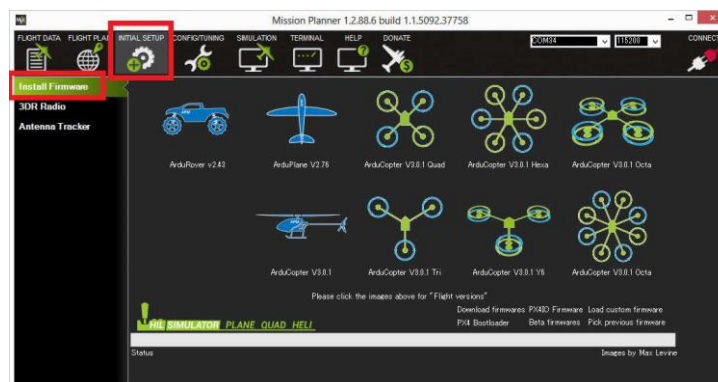 Mission Planner 1.2.88.6 build 1.1.5092.37758
FLIGHT DATA FLIGHT PLAN INITIAL SETUP CONFIG/TUNING SIMULATION TERMINAL HELP DONATE COM34 115200 CONNECT
Install Firmware
3DR Radio
Antenna Tracker
ArduRover v2.43 ArduPlane V2.76 ArduCopter V3.0.1 Quad ArduCopter V3.0.1 Hexa ArduCopter V3.0.1 Octa
ArduCopter V3.0.1 ArduCopter V3.0.1 Tri ArduCopter V3.0.1 Y6 ArduCopter V3.0.1 Octa
Please click the images above for "Flight versions"
Download firmwares PX4IO Firmware Load custom firmware
HIL SIMULATOR PLANE QUAD HELI PX4 Bootloader Beta firmwares Pick previous firmware
Status Images by Max Levine